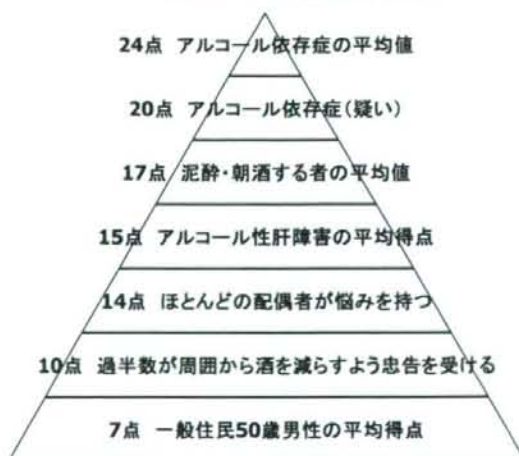 24点 アルコール依存症の平均値
20点 アルコール依存症(疑い)
17点 泥酔・朝酒する者の平均値
15点 アルコール性肝障害の平均得点
14点 ほとんどの配偶者が悩みを持つ
10点 過半数が周囲から酒を減らすよう忠告を受ける
7点 一般住民50歳男性の平均得点